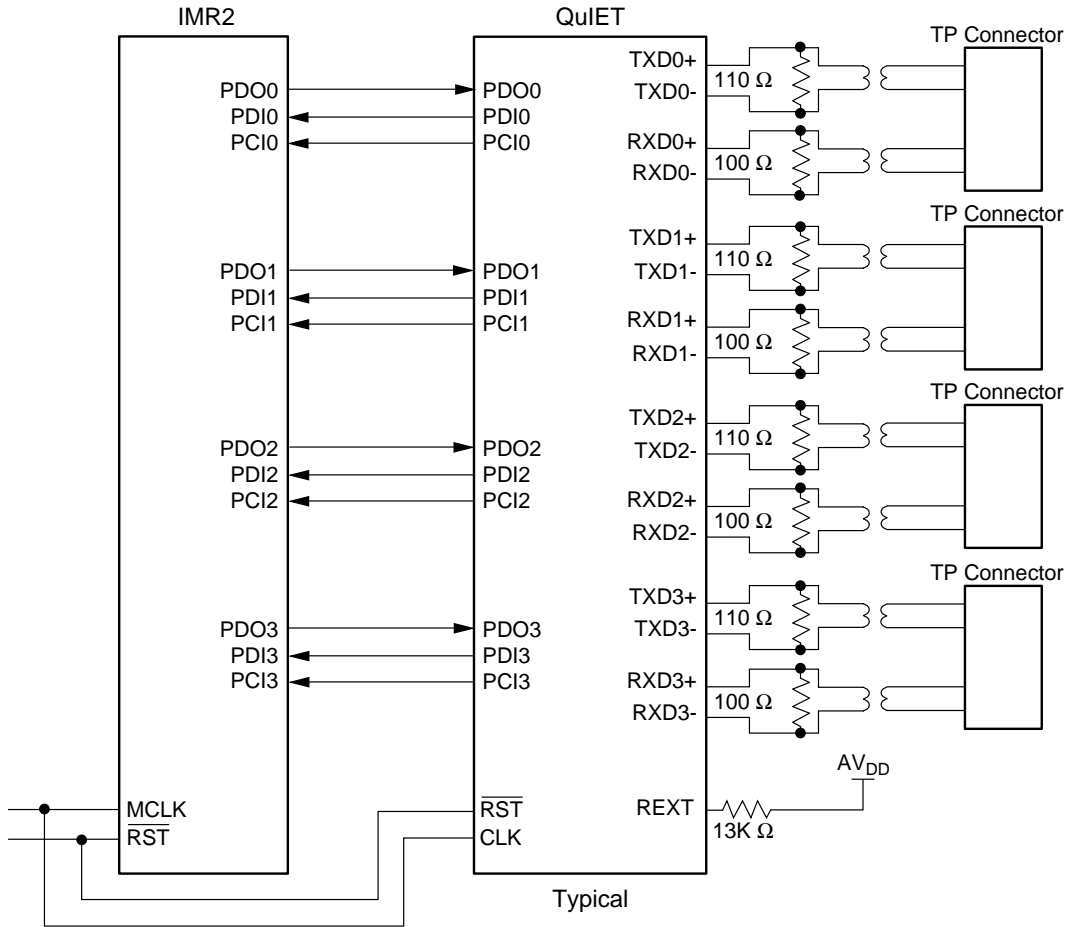 IMR2
QuIET
TP Connector
PDO0
PDI0
PCI0
PDO0
PDI0
PCI0
TXD0+
TXD0-
110 Ω
RXD0+
RXD0-
100 Ω
TP Connector
PDO1
PDI1
PCI1
PDO1
PDI1
PCI1
TXD1+
TXD1-
110 Ω
RXD1+
RXD1-
100 Ω
TP Connector
PDO2
PDI2
PCI2
PDO2
PDI2
PCI2
TXD2+
TXD2-
110 Ω
RXD2+
RXD2-
100 Ω
TP Connector
PDO3
PDI3
PCI3
PDO3
PDI3
PCI3
TXD3+
TXD3-
110 Ω
RXD3+
RXD3-
100 Ω
AVDD
MCLK
RST
RST
CLK
REXT
13K Ω
Typical